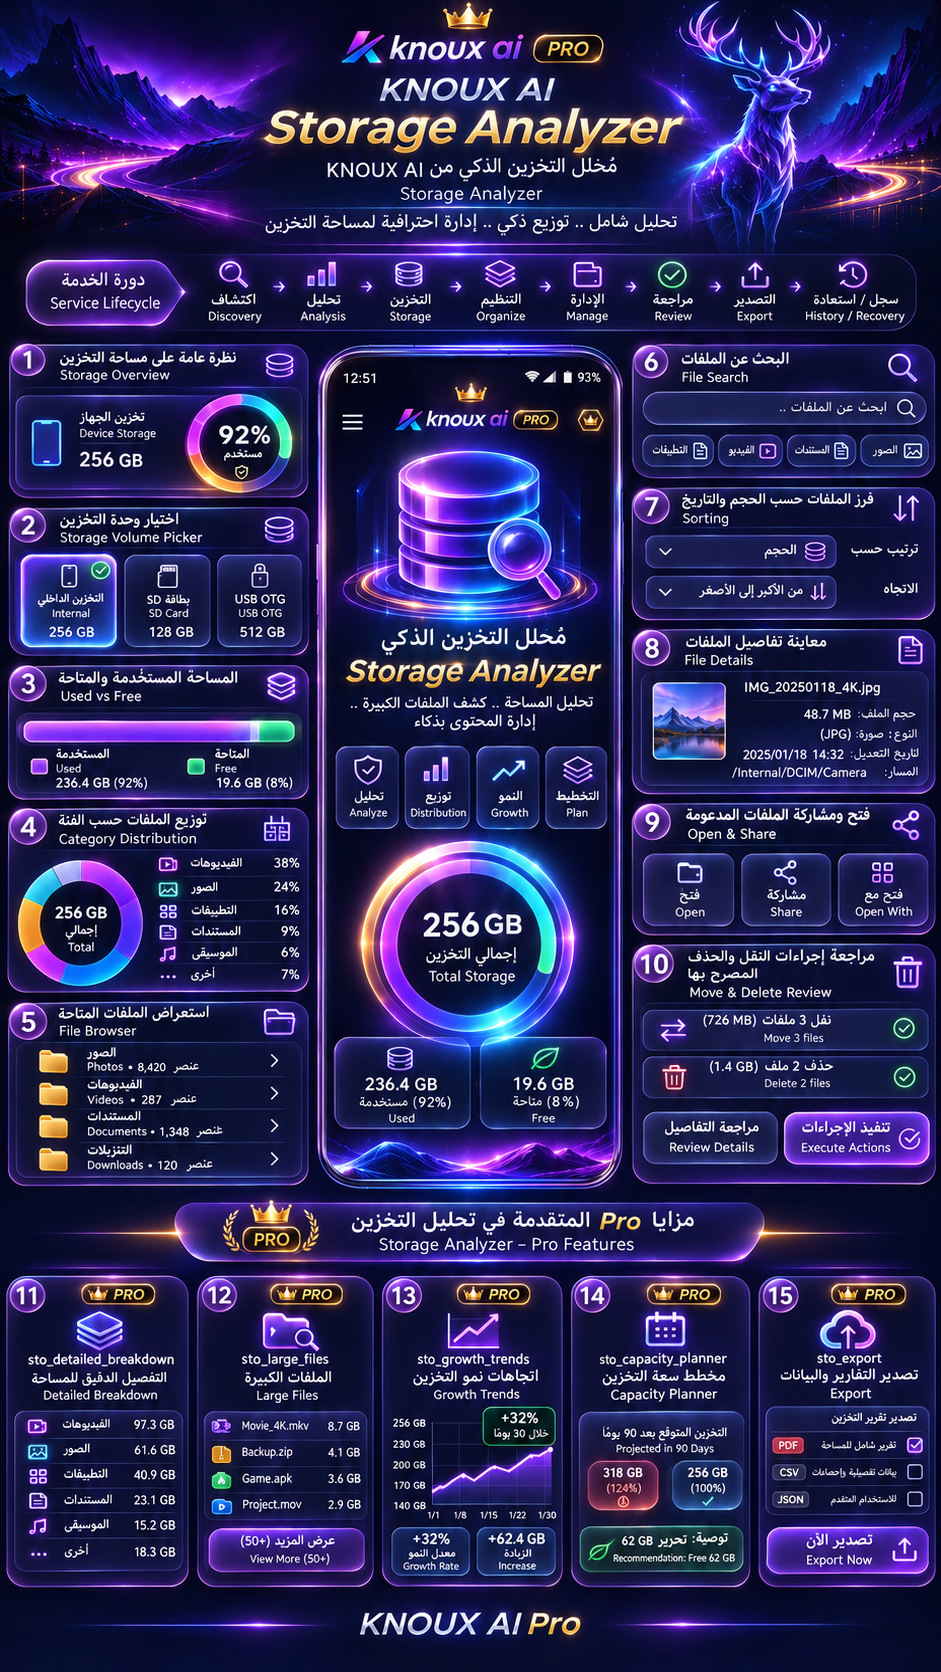 knoux ai PRO
KNOUX AI
Storage Analyzer
مُحَلل التخزين الذكي من KNOUX AI
Storage Analyzer
تحليل شامل .. توزيع ذكي .. إدارة احترافية لمساحة التخزين
دورة الخدمة
Service Lifecycle
اكتشاف
Discovery
تحليل
Analysis
التخزين
Storage
التنظيم
Organize
الإدارة
Manage
مراجعة
Review
التصدير
Export
سجل / استعادة
History / Recovery
1
نظرة عامة على مساحة التخزين
Storage Overview
تخزين الجهاز
Device Storage
256 GB
92%
مستخدم
2
اختيار وحدة التخزين
Storage Volume Picker
التخزين الداخلي
Internal
256 GB
بطاقة SD
SD Card
128 GB
USB OTG
USB OTG
512 GB
3
المساحة المستخدمة والمتاحة
Used vs Free
المستخدمة
Used
236.4 GB (92%)
المتاحة
Free
19.6 GB (8%)
4
توزيع الملفات حسب الفئة
Category Distribution
256 GB
إجمالي
Total
الفيديوهات 38%
الصور 24%
التطبيقات 16%
المستندات 9%
الموسيقى 6%
أخرى 7%
5
استعراض الملفات المتاحة
File Browser
الصور
Photos • 8,420 عنصر
الفيديوهات
Videos • 287 عنصر
المستندات
Documents • 1,348 عنصر
التنزيلات
Downloads • 120 عنصر
12:51
93%
knoux ai PRO
مُحلل التخزين الذكي
Storage Analyzer
تحليل المساحة .. كشف الملفات الكبيرة ..
إدارة المحتوى بذكاء
تحليل
Analyze
توزيع
Distribution
النمو
Growth
التخطيط
Plan
256 GB
إجمالي التخزين
Total Storage
236.4 GB
مستخدمة (92%)
Used
19.6 GB
متاحة (8%)
Free
6
البحث عن الملفات
File Search
ابحث عن الملفات ..
الصور
المستندات
الفيديو
التطبيقات
7
فرز الملفات حسب الحجم والتاريخ
Sorting
ترتيب حسب
الحجم
الاتجاه
من الأكبر إلى الأصغر
8
معاينة تفاصيل الملفات
File Details
IMG_20250118_4K.jpg
حجم الملف: 48.7 MB
النوع: صورة: (JPG)
لتاريخ التعديل: 14:32 2025/01/18
المسار: /Internal/DCIM/Camera
9
فتح ومشاركة الملفات المدعومة
Open & Share
فتح
Open
مشاركة
Share
فتح مع
Open With
10
مراجعة إجراءات النقل والحذف
المصرح بها
Move & Delete Review
نقل 3 ملفات (726 MB)
Move 3 files
حذف 2 ملف (1.4 GB)
Delete 2 files
مراجعة التفاصيل
Review Details
تنفيذ الإجراءات
Execute Actions
PRO
مزايا Pro المتقدمة في تحليل التخزين
Storage Analyzer – Pro Features
11
PRO
sto_detailed_breakdown
التفصيل الدقيق للمساحة
Detailed Breakdown
الفيديوهات 97.3 GB
الصور 61.6 GB
التطبيقات 40.9 GB
المستندات 23.1 GB
الموسيقى 15.2 GB
أخرى 18.3 GB
12
PRO
sto_large_files
الملفات الكبيرة
Large Files
Movie_4K.mkv 8.7 GB
Backup.zip 4.1 GB
Game.apk 3.6 GB
Project.mov 2.9 GB
عرض المزيد (50+)
View More (50+)
13
PRO
sto_growth_trends
اتجاهات نمو التخزين
Growth Trends
+32%
خلال 30 يومًا
256 GB
230 GB
200 GB
170 GB
140 GB
1/1 1/8 1/15 1/22 1/30
+32%
معدل النمو
Growth Rate
+62.4 GB
الزيادة
Increase
14
PRO
sto_capacity_planner
مخطط سعة التخزين
Capacity Planner
التخزين المتوقع بعد 90 يومًا
Projected in 90 Days
318 GB
(124%)
256 GB
(100%)
توصية: تحرير 62 GB
Recommendation: Free 62 GB
15
PRO
sto_export
تصدير التقارير والبيانات
Export
تصدير تقرير التخزين
PDF تقرير شامل للمساحة
CSV بيانات تفصيلية وإحصاءات
JSON للاستخدام المتقدم
تصدير الآن
Export Now
KNOUX AI Pro